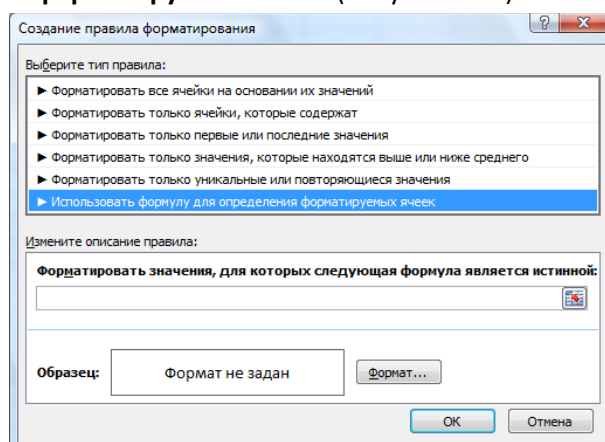 Создание правила форматирования
Выберите тип правила:
► Форматировать все ячейки на основании их значений
► Форматировать только ячейки, которые содержат
► Форматировать только первые или последние значения
► Форматировать только значения, которые находятся выше или ниже среднего
► Форматировать только уникальные или повторяющиеся значения
► Использовать формулу для определения форматируемых ячеек
Измените описание правила:
Форматировать значения, для которых следующая формула является истинной:
Образец:
Формат не задан
Формат...
ОК
Отмена